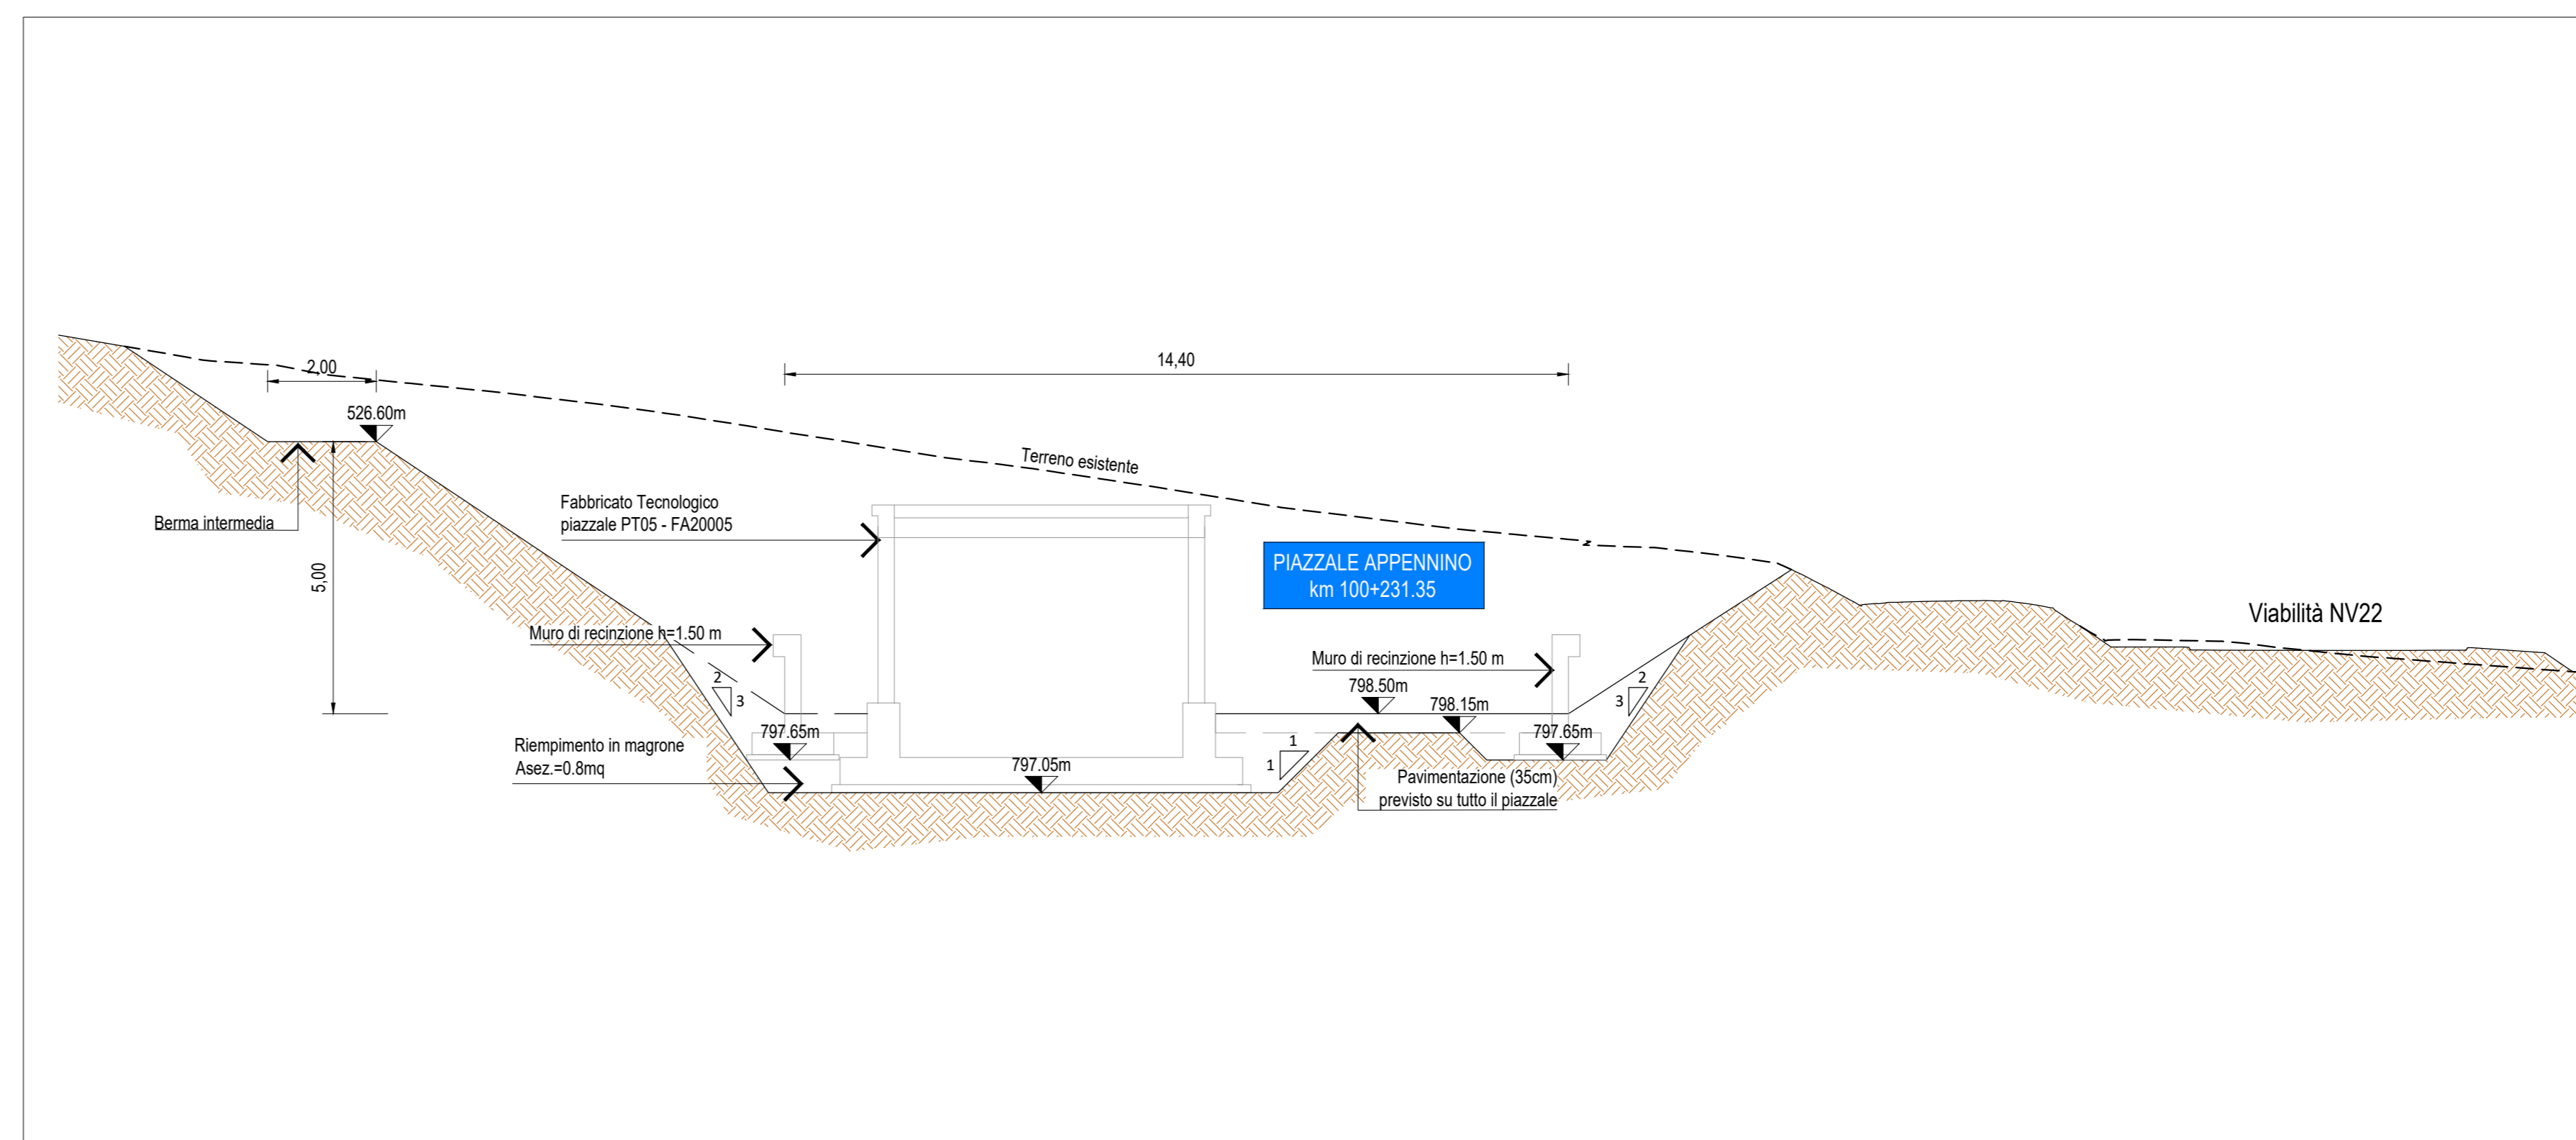 2,00
14,40
526.60m
Terreno esistente
Berma intermedia
5,00
Fabbricato Tecnologico
piazzale PT05 - FA20005
PIAZZALE APPENNINO
km 100+231.35
Viabilità NV22
Muro di recinzione h=1.50 m
Muro di recinzione h=1.50 m
2
3
2
3
798.50m
798.15m
797.65m
797.65m
Riempimento in magrone
Asez.=0.8mq
797.05m
1
1
Pavimentazione (35cm)
previsto su tutto il piazzale